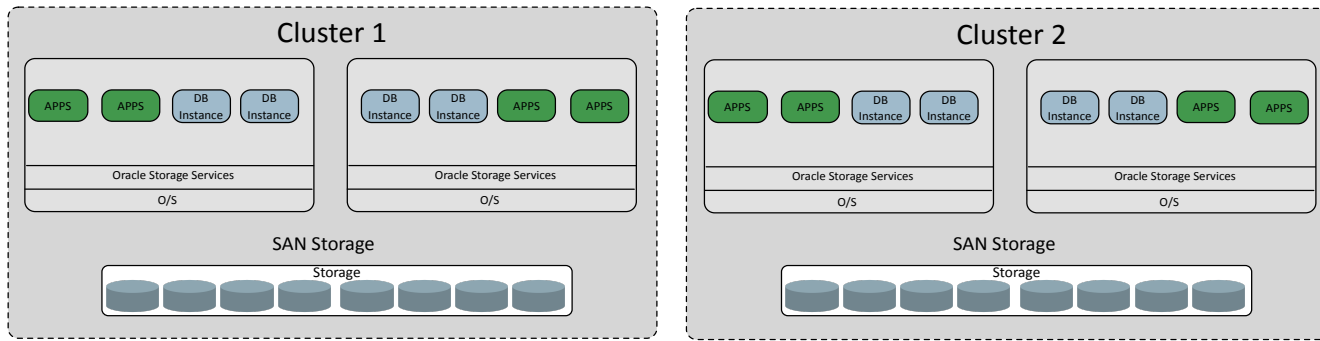 Cluster 1
APPS
APPS
DB
Instance
DB
Instance
Oracle Storage Services
O/S
DB
Instance
DB
Instance
APPS
APPS
Oracle Storage Services
O/S
SAN Storage
Storage
Cluster 2
APPS
APPS
DB
Instance
DB
Instance
Oracle Storage Services
O/S
DB
Instance
DB
Instance
APPS
APPS
Oracle Storage Services
O/S
SAN Storage
Storage